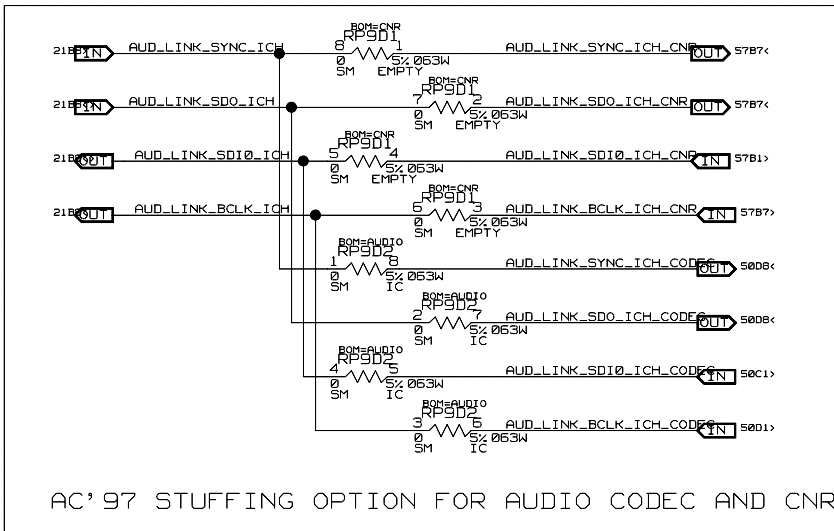 BOM=CNR
RP9D1
IN AUD_LINK_SYNC_ICH 8 1 AUD_LINK_SYNC_ICH_CNR OUT 57B7<
0 5% .063W
SM EMPTY
BOM=CNR
RP9D1
IN AUD_LINK_SDO_ICH 7 2 AUD_LINK_SDO_ICH_CNR OUT 57B7<
0 5% .063W
SM EMPTY
BOM=CNR
RP9D1
OUT AUD_LINK_SDI0_ICH 5 4 AUD_LINK_SDI0_ICH_CNR IN 57B1>
0 5% .063W
SM EMPTY
BOM=CNR
RP9D1
OUT AUD_LINK_BCLK_ICH 6 3 AUD_LINK_BCLK_ICH_CNR IN 57B7>
0 5% .063W
SM EMPTY
BOM=AUDIO
RP9D2
1 8 AUD_LINK_SYNC_ICH_CODEC OUT 50D8<
0 5% .063W
SM IC
BOM=AUDIO
RP9D2
2 7 AUD_LINK_SDO_ICH_CODEC OUT 50D8<
0 5% .063W
SM IC
BOM=AUDIO
RP9D2
4 5 AUD_LINK_SDI0_ICH_CODEC IN 50C1>
0 5% .063W
SM IC
BOM=AUDIO
RP9D2
3 6 AUD_LINK_BCLK_ICH_CODEC IN 50D1>
0 5% .063W
SM IC
AC'97 STUFFING OPTION FOR AUDIO CODEC AND CNR